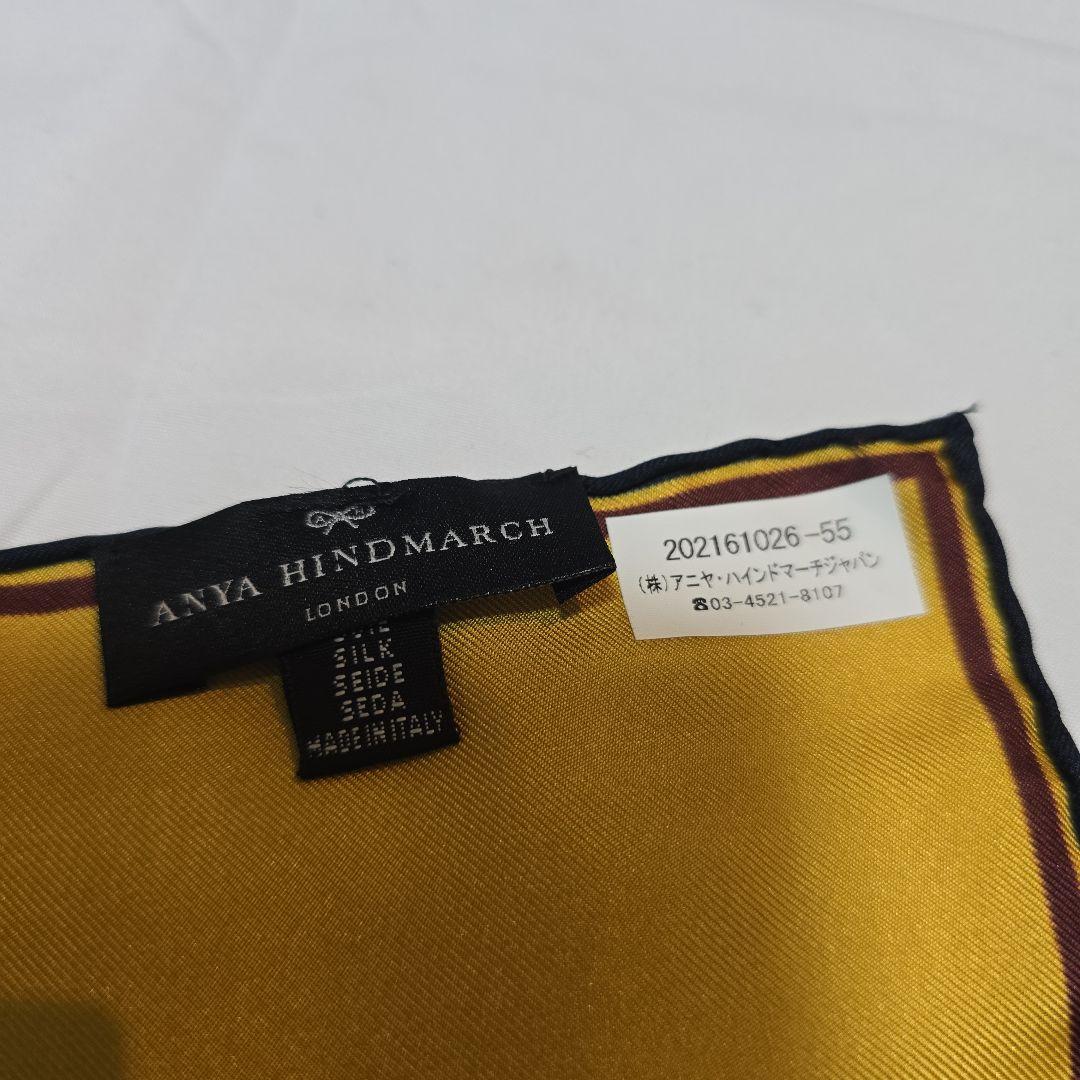 ANYA HINDMARCH
LONDON
SILK
SEIDE
SEDA
MADE IN ITALY
202161026-55
(株)アニヤ・ハインドマーチジャパン
☎03-4521-8107